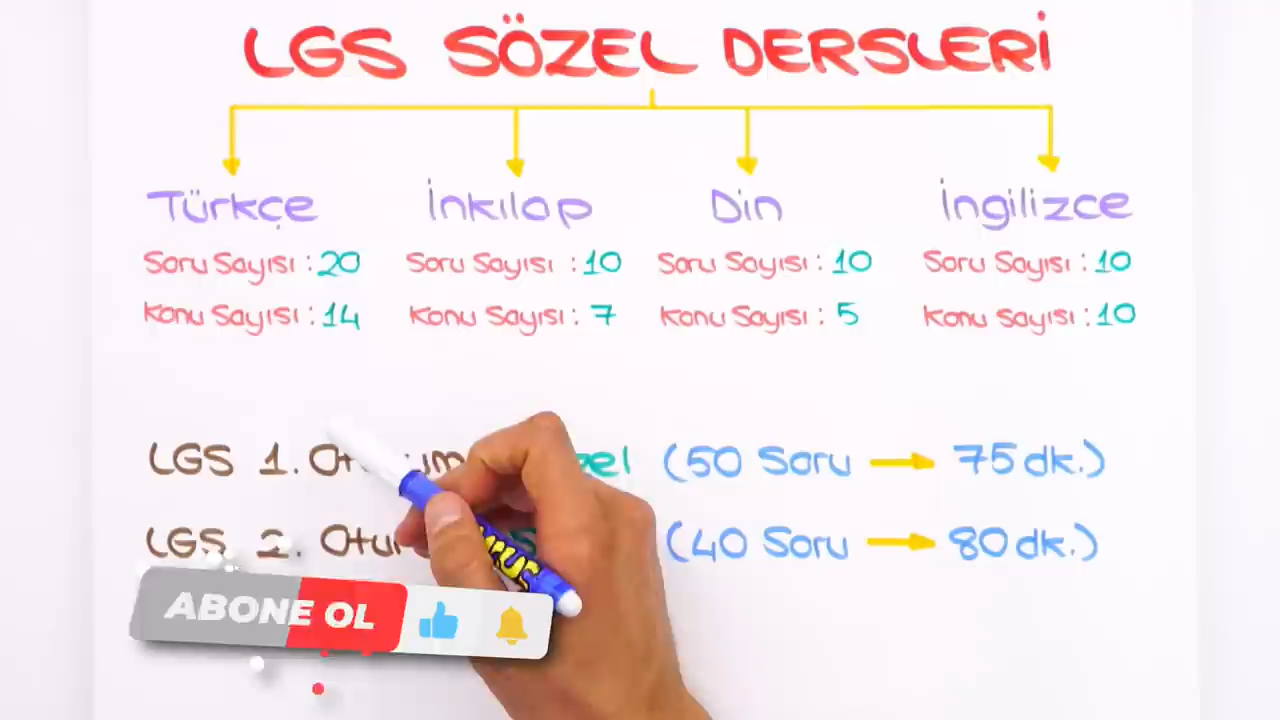 LGS SÖZEL DERSLERİ
Türkçe İnkılap Din İngilizce
Soru Sayısı : 20 Soru Sayısı : 10 Soru Sayısı : 10 Soru Sayısı : 10
Konu Sayısı : 14 Konu Sayısı : 7 Konu Sayısı : 5 Konu Sayısı : 10
LGS 1. (50 Soru → 75 dk.)
LGS 2. (40 Soru → 80 dk.)
ABONE OL